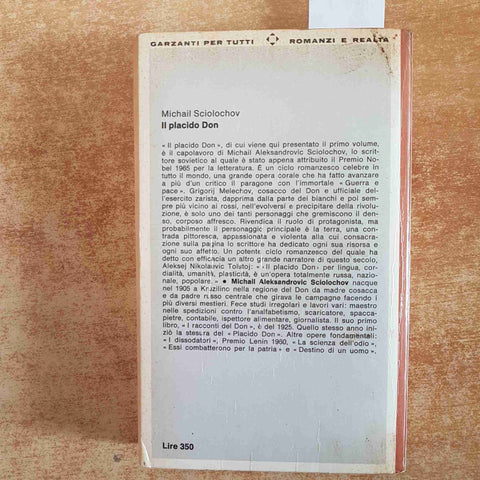 GARZANTI PER TUTTI ROMANZI E REALTÀ
Michail Sciolochov
Il placido Don
« Il placido Don », di cui viene qui presentato il primo volume,
è il capolavoro di Michail Aleksandrovic Sciolochov, lo scrit-
tore sovietico al quale è stato appena attribuito il Premio No-
bel 1965 per la letteratura. È un ciclo romanzesco celebre in
tutto il mondo, una grande opera corale che ha fatto avanzare
a più d'un critico il paragone con l'immortale « Guerra e
pace ». Grigorij Melechov, cosacco del Don e ufficiale del-
l'esercito zarista, dapprima dalla parte dei bianchi e poi sem-
pre più vicino ai rossi, nell'evolversi e precipitare della rivolu-
zione, è solo uno dei tanti personaggi che gremiscono il den-
so, corposo affresco. Rivendica il ruolo di protagonista, ma
probabilmente il personaggio principale è la terra, una con-
trada pittoresca, appassionata e violenta alla cui consacra-
zione sulla pagina lo scrittore ha dedicato ogni sua risorsa e
ogni suo affetto. Un potente ciclo romanzesco del quale ha
detto con efficacia un altro grande narratore di questo secolo,
Aleksej Nikolaivic Tolstoj: « ‹ Il placido Don › per lingua, cor-
dialità, umanità, plasticità, è un'opera totalmente russa, nazio-
nale, popolare. » ● Michail Aleksandrovic Sciolochov nacque
nel 1905 a Kruzilino nella regione del Don da madre cosacca
e da padre russo centrale che girava le campagne facendo i
più diversi mestieri. Fece studi irregolari e lavori vari: maestro
nelle spedizioni contro l'analfabetismo, scaricatore, spacca-
pietre, contabile, ispettore alimentare, giornalista. Il suo primo
libro, « I racconti del Don », è del 1925. Quello stesso anno ini-
ziò la stesura del « Placido Don ». Altre opere fondamentali:
« I dissodatori », Premio Lenin 1960, « La scienza dell'odio »,
« Essi combatterono per la patria » e « Destino di un uomo ».
Lire 350